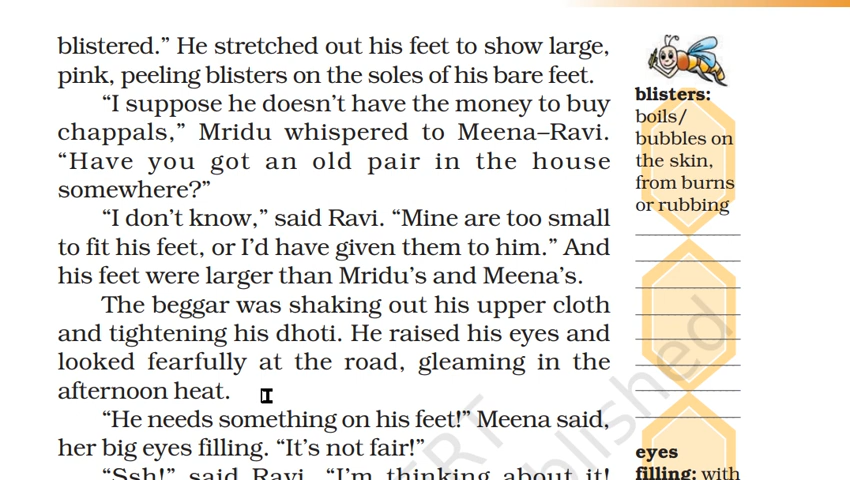 blistered.” He stretched out his feet to show large,
pink, peeling blisters on the soles of his bare feet.
“I suppose he doesn’t have the money to buy
chappals,” Mridu whispered to Meena–Ravi.
“Have you got an old pair in the house
somewhere?”
“I don’t know,” said Ravi. “Mine are too small
to fit his feet, or I’d have given them to him.” And
his feet were larger than Mridu’s and Meena’s.
The beggar was shaking out his upper cloth
and tightening his dhoti. He raised his eyes and
looked fearfully at the road, gleaming in the
afternoon heat.
“He needs something on his feet!” Meena said,
her big eyes filling. “It’s not fair!”
“Ssh!” said Ravi. “I’m thinking about it!
blisters:
boils/
bubbles on
the skin,
from burns
or rubbing
eyes
filling: with